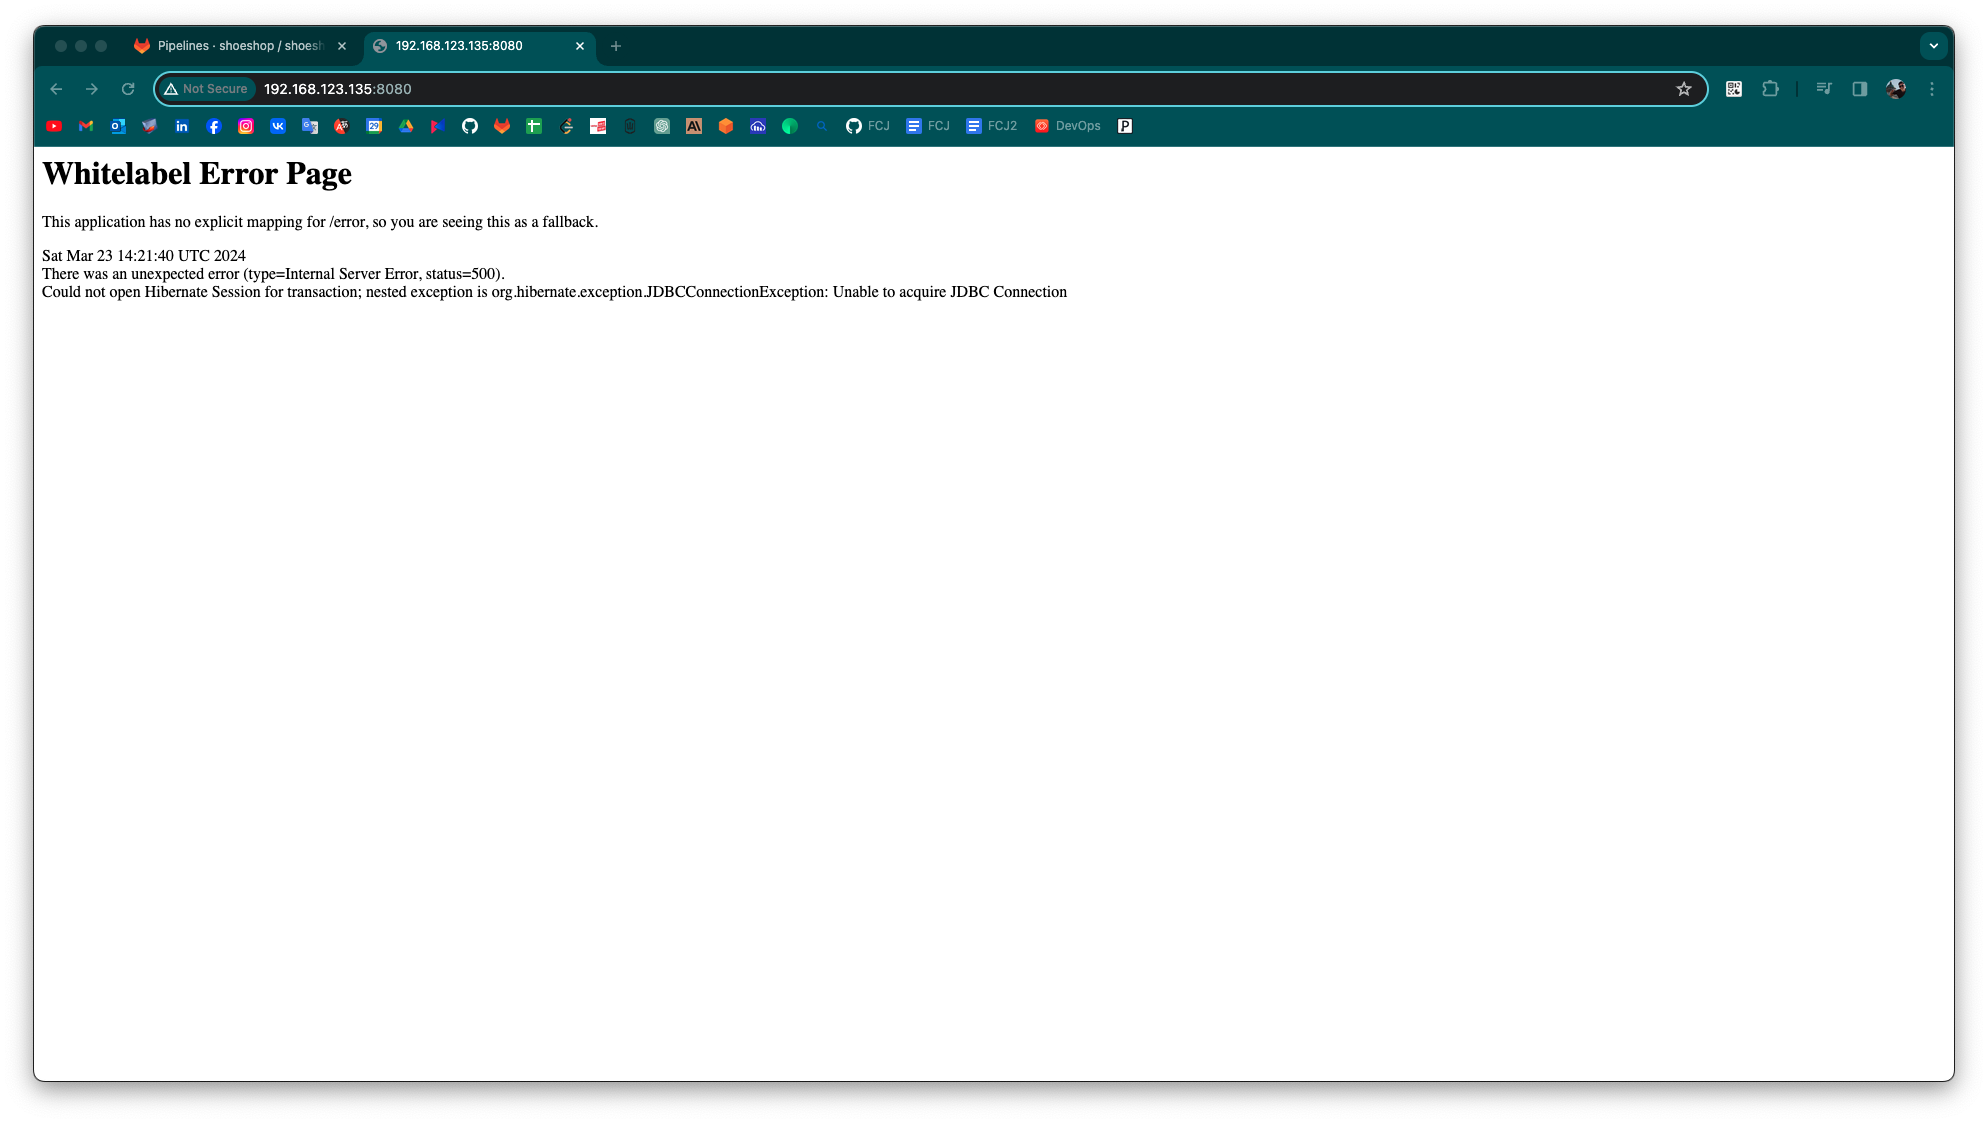 Pipelines · shoeshop / shoesh
192.168.123.135:8080
Not Secure
192.168.123.135:8080
FCJ
FCJ
FCJ2
DevOps
Whitelabel Error Page
This application has no explicit mapping for /error, so you are seeing this as a fallback.
Sat Mar 23 14:21:40 UTC 2024
There was an unexpected error (type=Internal Server Error, status=500).
Could not open Hibernate Session for transaction; nested exception is org.hibernate.exception.JDBCConnectionException: Unable to acquire JDBC Connection